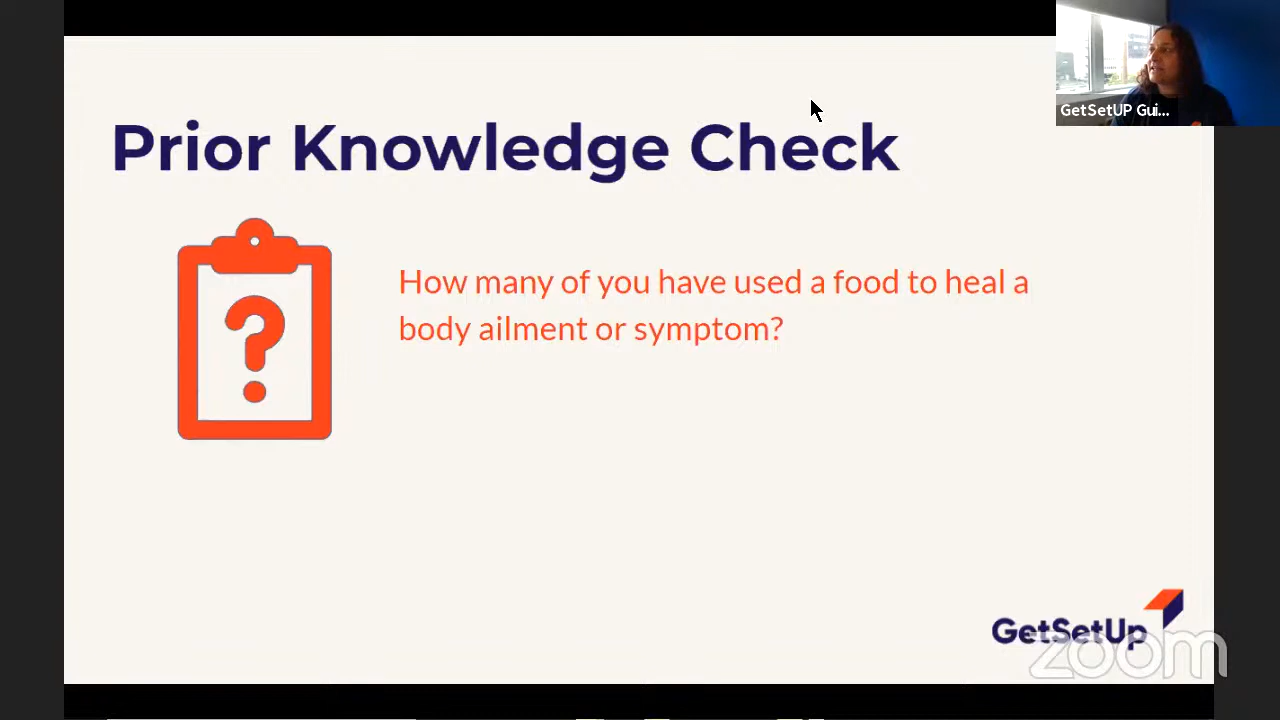 GetSetUP Gui...
Prior Knowledge Check
?
How many of you have used a food to heal a
body ailment or symptom?
GetSetUp
zoom